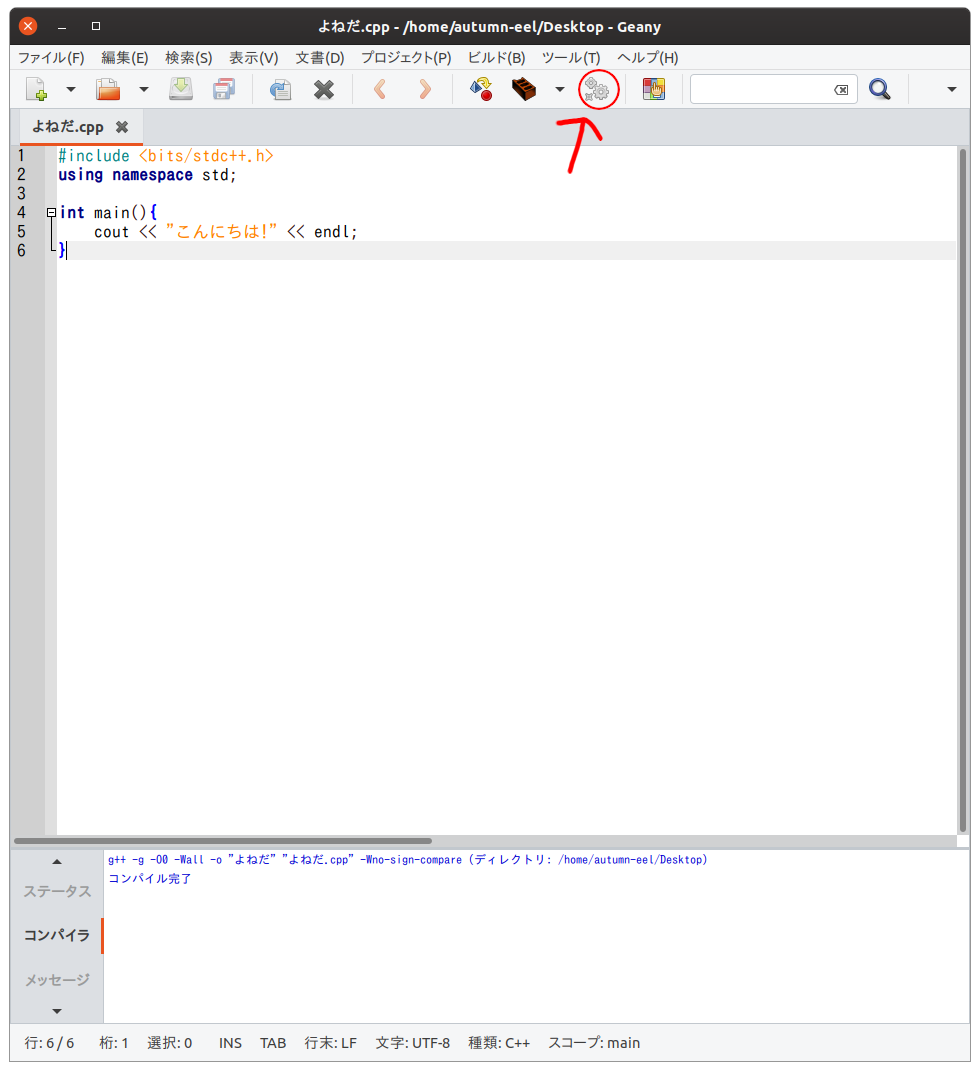 よねだ.cpp - /home/autumn-eel/Desktop - Geany
ファイル(F) 編集(E) 検索(S) 表示(V) 文書(D) プロジェクト(P) ビルド(B) ツール(T) ヘルプ(H)
よねだ.cpp
1 #include <bits/stdc++.h>
2 using namespace std;
3
4 int main(){
5 cout << "こんにちは!" << endl;
6 }
g++ -g -O0 -Wall -o "よねだ" "よねだ.cpp" -Wno-sign-compare (ディレクトリ: /home/autumn-eel/Desktop)
コンパイル完了
ステータス
コンパイラ
メッセージ
行: 6 / 6 桁: 1 選択: 0 INS TAB 行末: LF 文字: UTF-8 種類: C++ スコープ: main